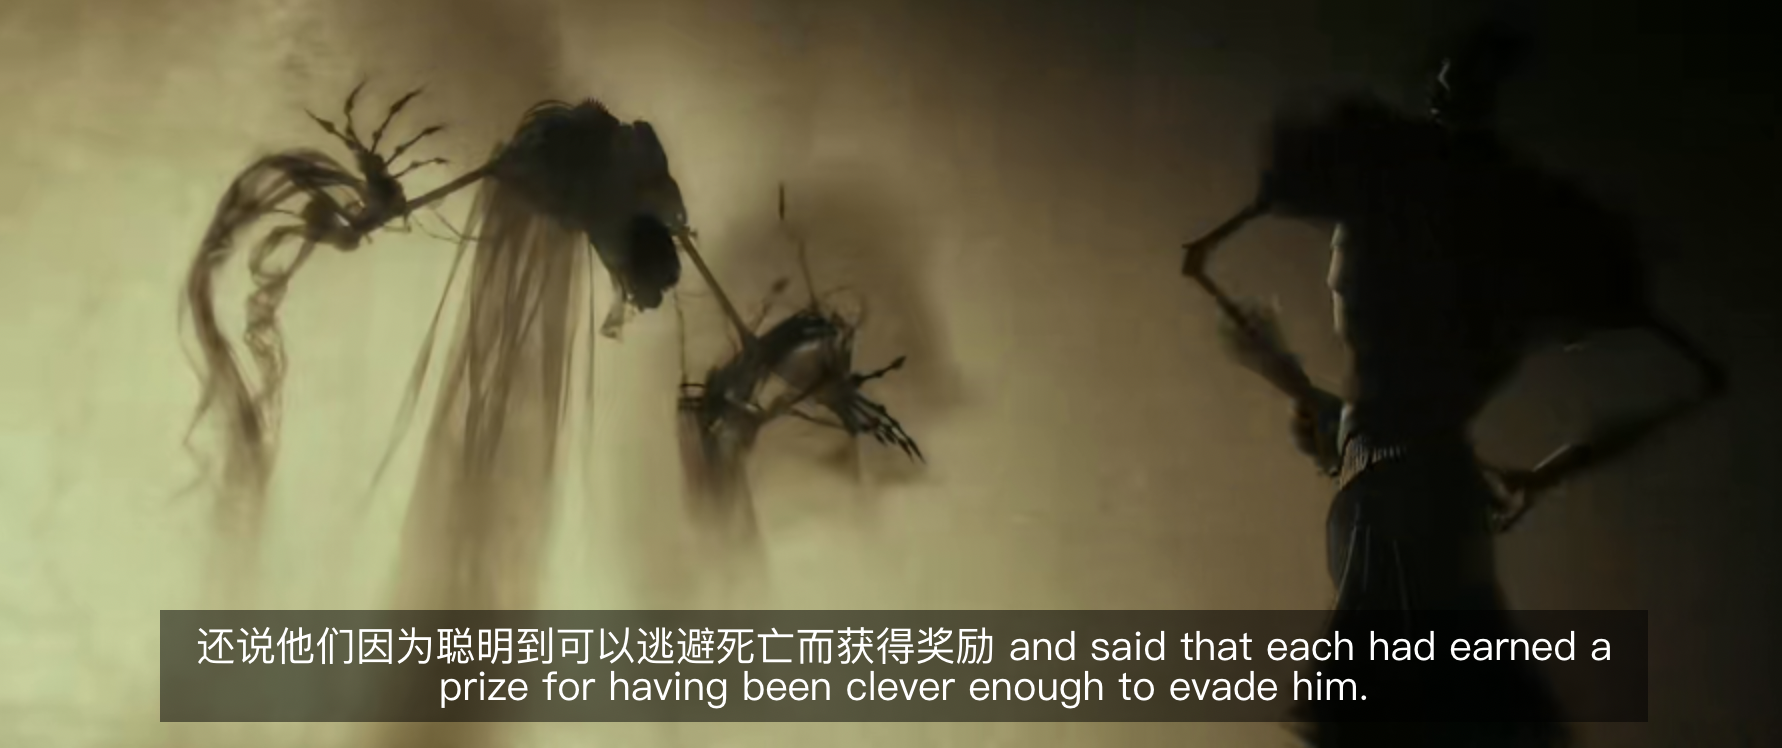 还说他们因为聪明到可以逃避死亡而获得奖励 and said that each had earned a
prize for having been clever enough to evade him.